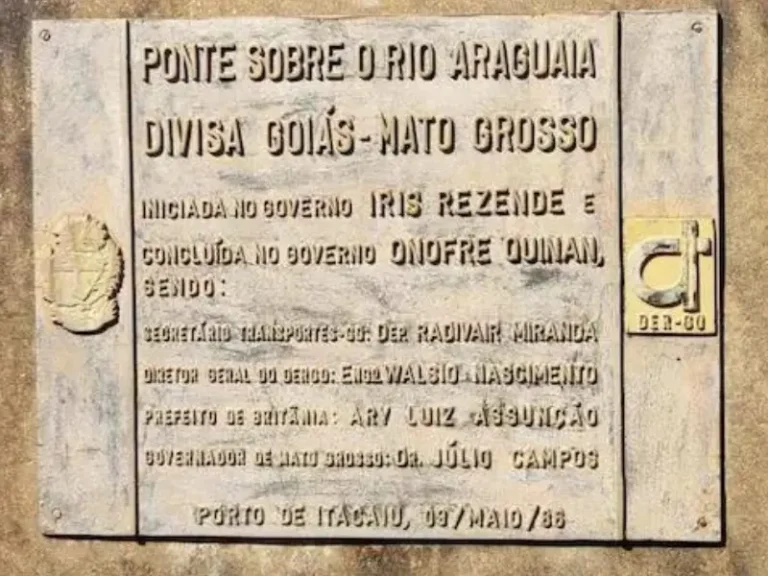 PONTE SOBRE O RIO ARAGUAIA
DIVISA GOIÁS-MATO GROSSO
INICIADA NO GOVERNO IRIS REZENDE E
CONCLUÍDA NO GOVERNO ONOFRE QUINAN,
SENDO:
SECRETÁRIO TRANSPORTES-GO: DEP. RADIVAIR MIRANDA
DIRETOR GERAL DO DERGO: ENGO. WALSIO NASCIMENTO
PREFEITO DE BRITÂNIA: ARY LUIZ ASSUNÇÃO
GOVERNADOR DE MATO GROSSO: DR. JÚLIO CAMPOS
PORTO DE ITACAIU, 09/MAIO/86
DER-GO